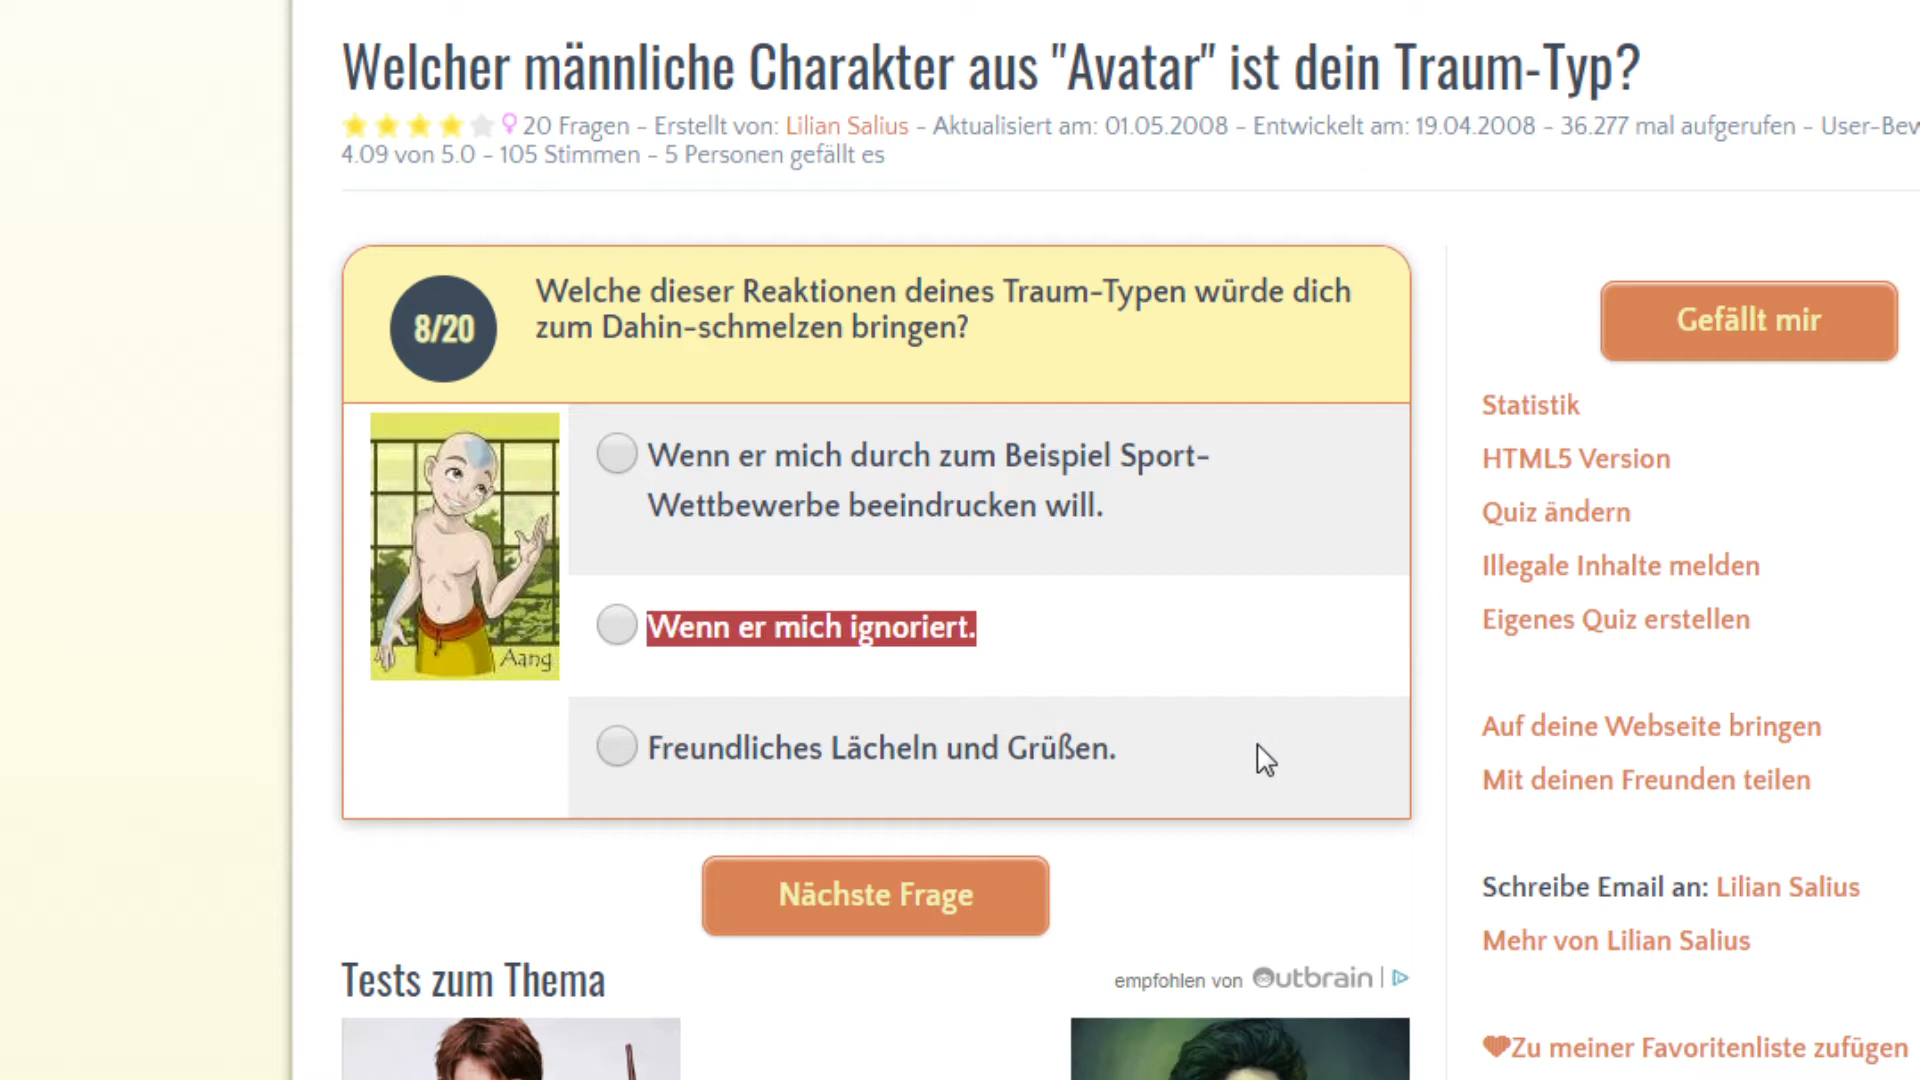 Welcher männliche Charakter aus "Avatar" ist dein Traum-Typ?
20 Fragen - Erstellt von: Lilian Salius - Aktualisiert am: 01.05.2008 - Entwickelt am: 19.04.2008 - 36.277 mal aufgerufen - User-Bew
4.09 von 5.0 - 105 Stimmen - 5 Personen gefällt es
8/20
Welche dieser Reaktionen deines Traum-Typen würde dich
zum Dahin-schmelzen bringen?
Aang
Wenn er mich durch zum Beispiel Sport-
Wettbewerbe beeindrucken will.
Wenn er mich ignoriert.
Freundliches Lächeln und Grüßen.
Nächste Frage
Tests zum Thema
empfohlen von Outbrain
Gefällt mir
Statistik
HTML5 Version
Quiz ändern
Illegale Inhalte melden
Eigenes Quiz erstellen
Auf deine Webseite bringen
Mit deinen Freunden teilen
Schreibe Email an: Lilian Salius
Mehr von Lilian Salius
Zu meiner Favoritenliste zufügen